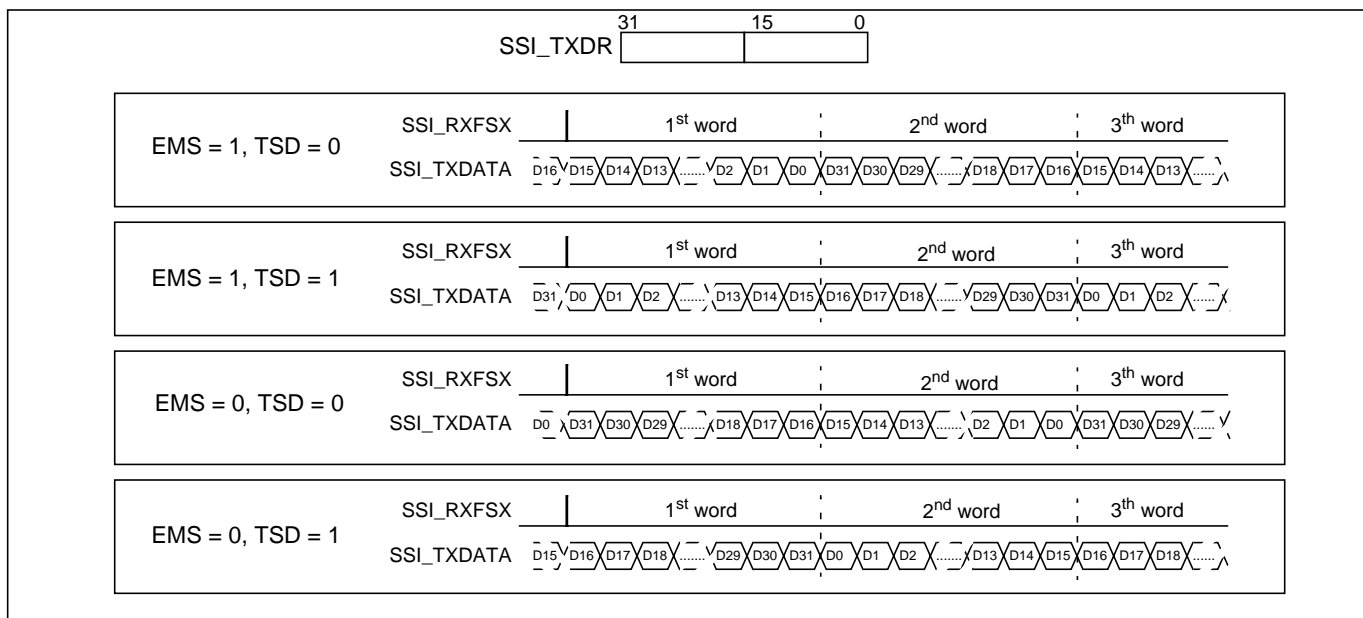 31 15 0
SSI_TXDR
EMS = 1, TSD = 0
SSI_RXFSX 1st word 2nd word 3th word
SSI_TXDATA D16 D15 D14 D13 ....... D2 D1 D0 D31 D30 D29 ....... D18 D17 D16 D15 D14 D13 ......
EMS = 1, TSD = 1
SSI_RXFSX 1st word 2nd word 3th word
SSI_TXDATA D31 D0 D1 D2 ....... D13 D14 D15 D16 D17 D18 ....... D29 D30 D31 D0 D1 D2 ......
EMS = 0, TSD = 0
SSI_RXFSX 1st word 2nd word 3th word
SSI_TXDATA D0 D31 D30 D29 ....... D18 D17 D16 D15 D14 D13 ....... D2 D1 D0 D31 D30 D29 ......
EMS = 0, TSD = 1
SSI_RXFSX 1st word 2nd word 3th word
SSI_TXDATA D15 D16 D17 D18 ....... D29 D30 D31 D0 D1 D2 ....... D13 D14 D15 D16 D17 D18 ......